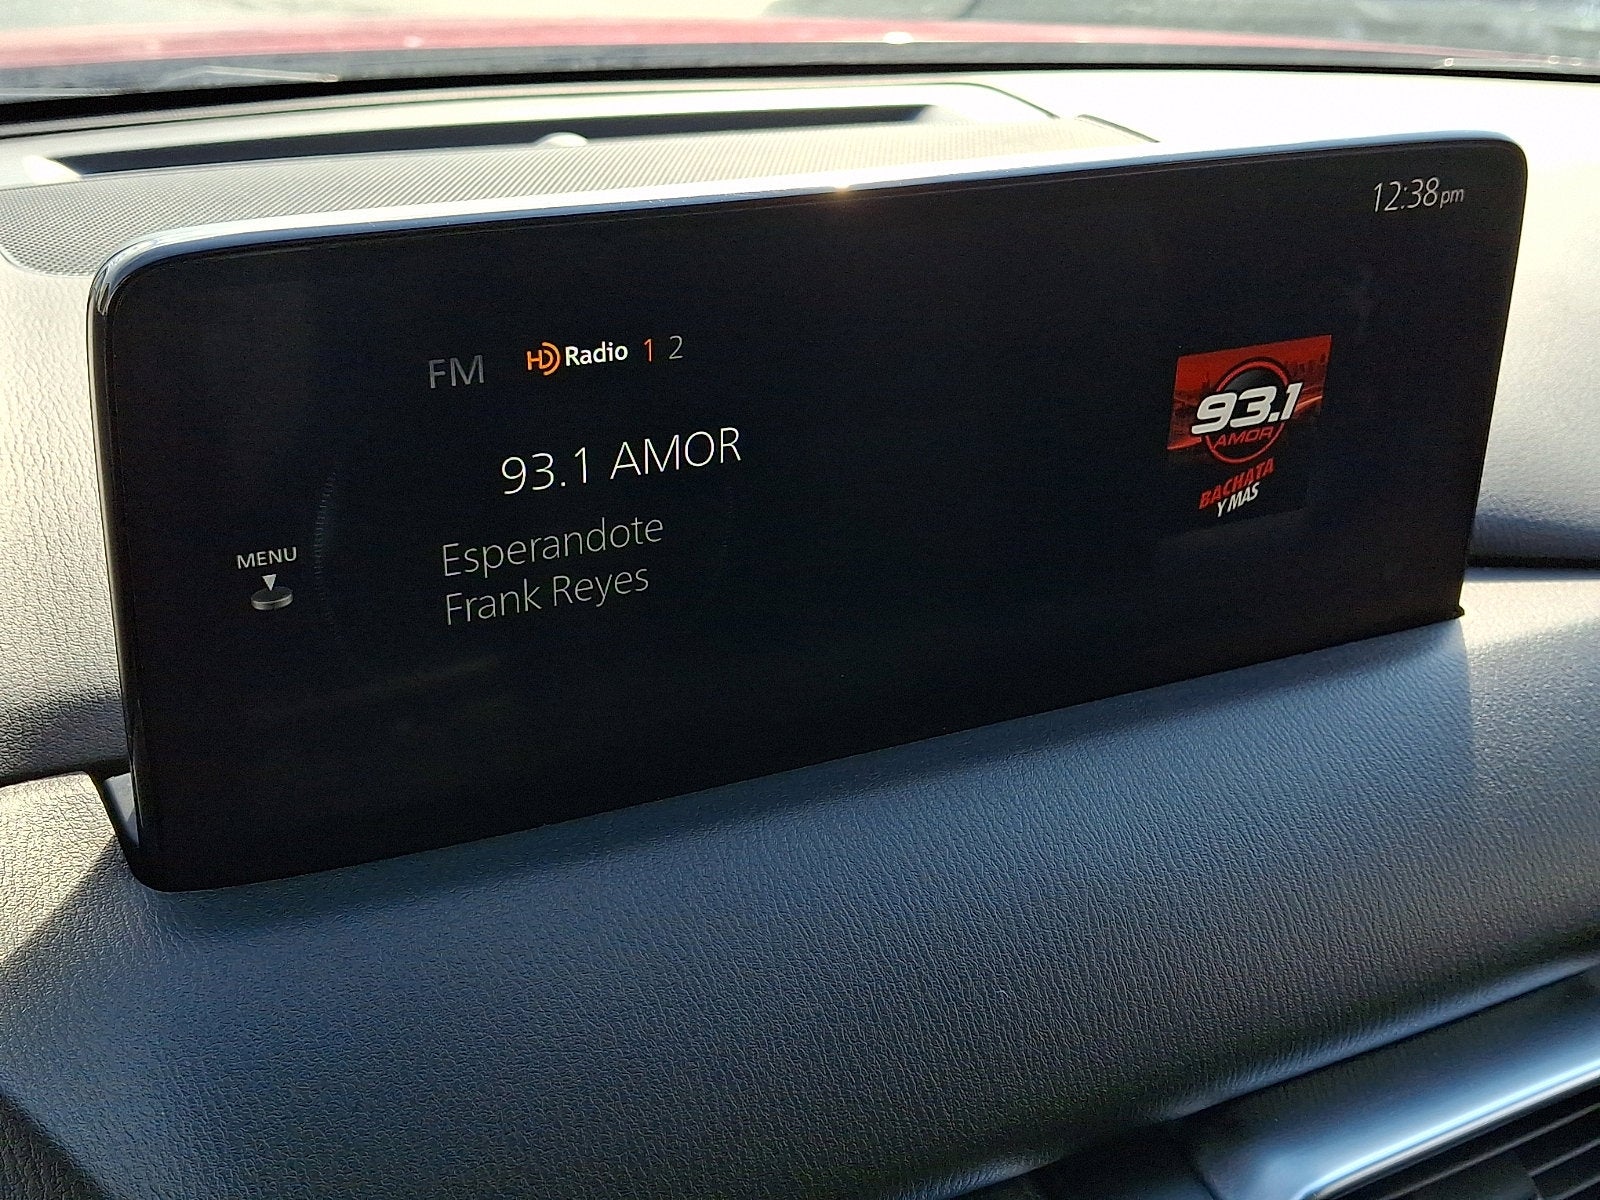 12:38pm
FM HD Radio 1 2
93.1 AMOR
Esperandote
Frank Reyes
MENU
93.1
AMOR
BACHATA
Y MAS